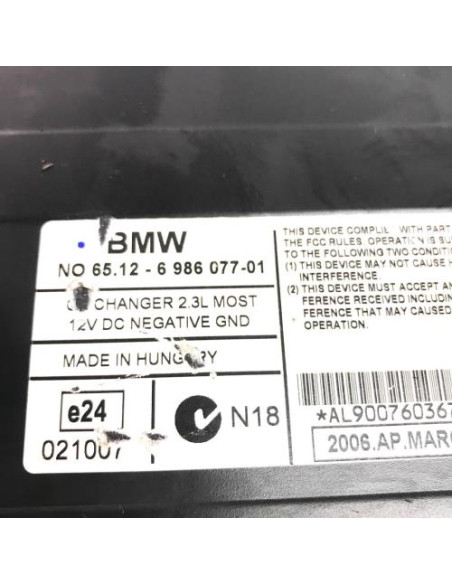 BMW
NO 65.12 - 6 986 077-01
CHANGER 2.3L MOST
12V DC NEGATIVE GND
MADE IN HUNGARY
e24
021007
N18
THIS DEVICE COMPLI WITH PART
THE FCC RULES. OPERATION IS SU
TO THE FOLLOWING TWO CONDITI
(1) THIS DEVICE MAY NOT CAUSE H
INTERFERENCE.
(2) THIS DEVICE MUST ACCEPT AN
FERENCE RECEIVED INCLUDING
FERENCE THAT MAY CAUSED
OPERATION.
*AL90076036
2006.AP.MAR